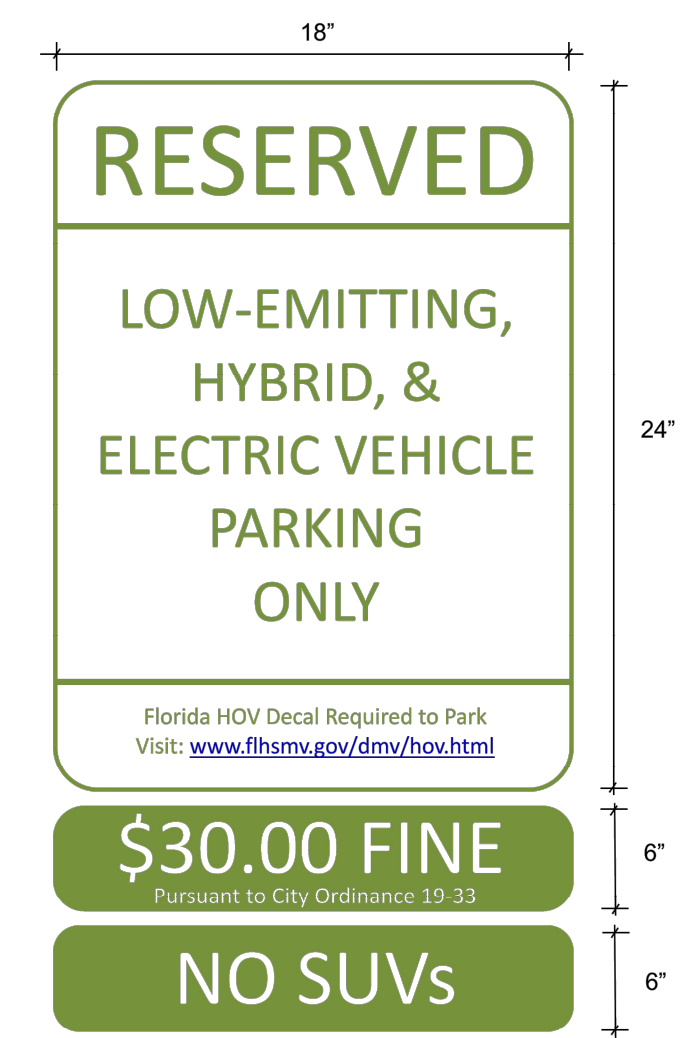 18”
RESERVED
LOW-EMITTING,
HYBRID, &
ELECTRIC VEHICLE
PARKING
ONLY
24”
Florida HOV Decal Required to Park
Visit: www.flhsmv.gov/dmv/hov.html
$30.00 FINE
Pursuant to City Ordinance 19-33
6”
NO SUVs
6”